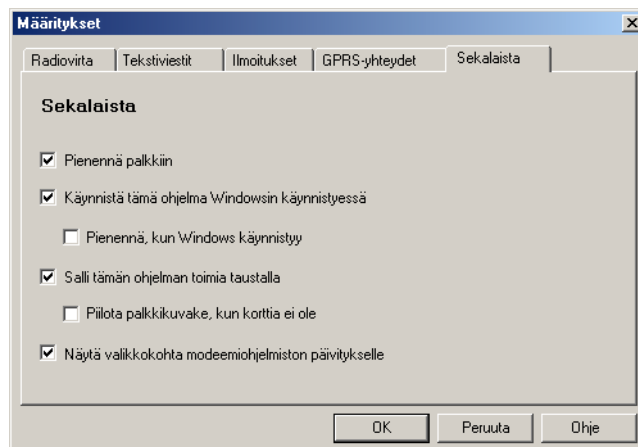 Määritykset
Radiovirta
Tekstiviestit
Ilmoitukset
GPRS-yhteydet
Sekalaista
Sekalaista
Pienennä palkkiin
Käynnistä tämä ohjelma Windowsin käynnistyessä
Pienennä, kun Windows käynnistyy
Salli tämän ohjelman toimia taustalla
Piilota palkkikuvake, kun korttia ei ole
Näytä valikkokohta modeemiohjelmiston päivitykselle
OK
Peruuta
Ohje